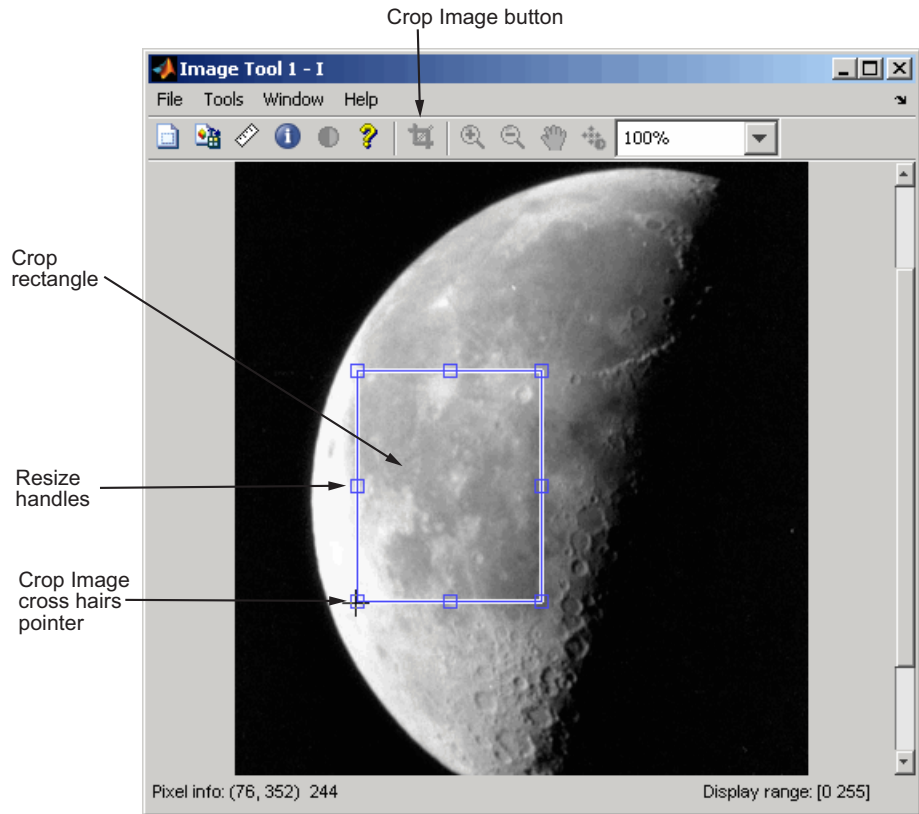 Crop Image button
Image Tool 1 - I
File Tools Window Help
100%
Crop
rectangle
Resize
handles
Crop Image
cross hairs
pointer
Pixel info: (76, 352) 244
Display range: [0 255]